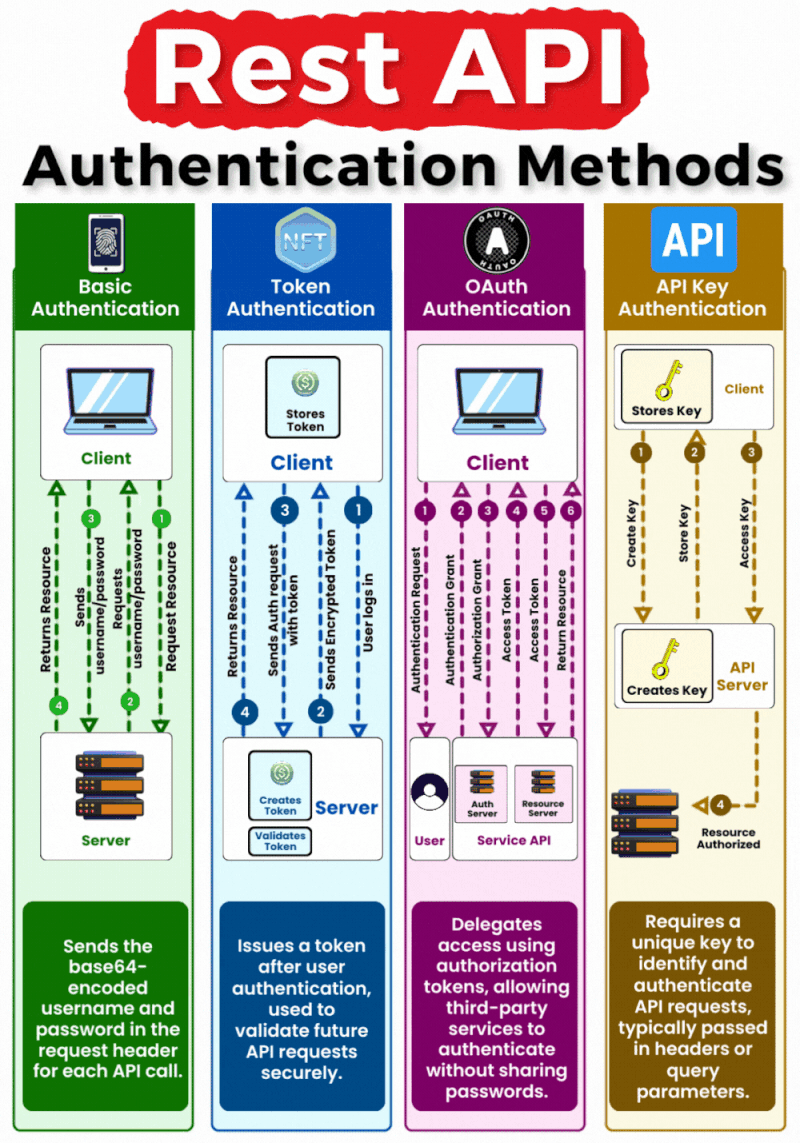 Rest API
Authentication Methods
Basic
Authentication
Client
Returns Resource
Sends
username/password
Requests
username/password
Request Resource
3
1
4
2
Server
Sends the
base64-
encoded
username and
password in the
request header
for each API call.
NFT
Token
Authentication
Stores
Token
Client
3
1
Returns Resource
Sends Auth request
with token
Sends Encrypted Token
User logs in
4
2
Creates
Token
Validates
Token
Server
Issues a token
after user
authentication,
used to
validate future
API requests
securely.
OAUTH
A
OAUTH
OAuth
Authentication
Client
1
2
3
4
5
6
Authentication Request
Authentication Grant
Authorization Grant
Access Token
Access Token
Return Resource
User
Auth
Server
Resource
Server
Service API
Delegates
access using
authorization
tokens, allowing
third-party
services to
authenticate
without sharing
passwords.
API
API Key
Authentication
Stores Key
Client
1
2
3
Create Key
Store Key
Access Key
Creates Key
API
Server
4
Resource
Authorized
Requires a
unique key to
identify and
authenticate
API requests,
typically passed
in headers or
query
parameters.